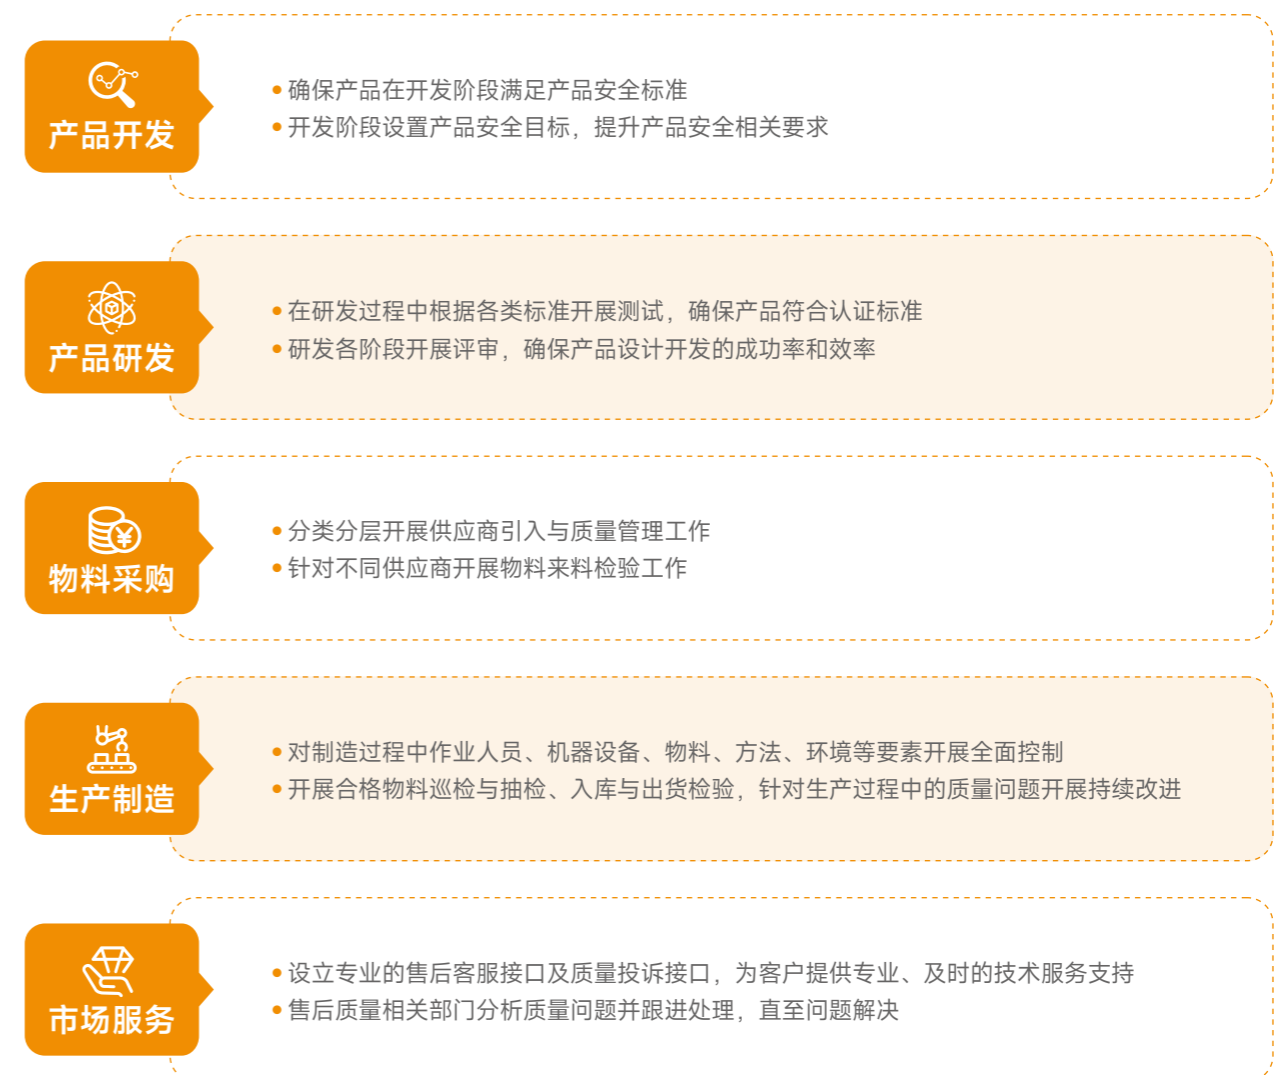 产品开发
• 确保产品在开发阶段满足产品安全标准
• 开发阶段设置产品安全目标，提升产品安全相关要求
产品研发
• 在研发过程中根据各类标准开展测试，确保产品符合认证标准
• 研发各阶段开展评审，确保产品设计开发的成功率和效率
物料采购
• 分类分层开展供应商引入与质量管理工作
• 针对不同供应商开展物料来料检验工作
生产制造
• 对制造过程中作业人员、机器设备、物料、方法、环境等要素开展全面控制
• 开展合格物料巡检与抽检、入库与出货检验，针对生产过程中的质量问题开展持续改进
市场服务
• 设立专业的售后客服接口及质量投诉接口，为客户提供专业、及时的技术服务支持
• 售后质量相关部门分析质量问题并跟进处理，直至问题解决